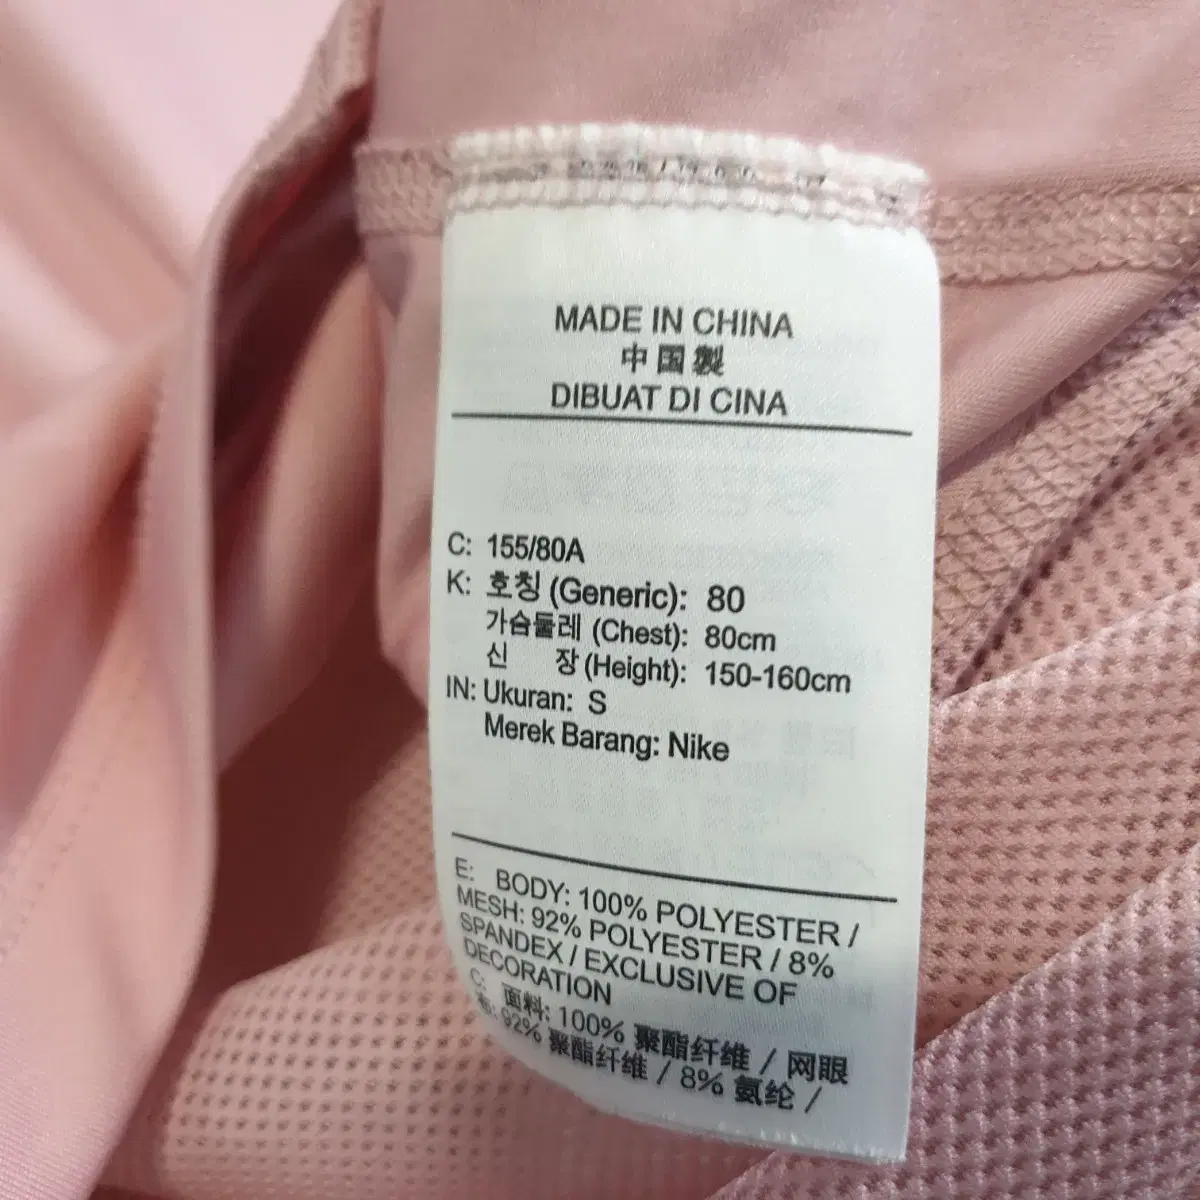 MADE IN CHINA
中国製
DIBUAT DI CINA
C: 155/80A
K: 호칭 (Generic): 80
가슴둘레 (Chest): 80cm
신 장 (Height): 150-160cm
IN: Ukuran: S
Merek Barang: Nike
E: BODY: 100% POLYESTER /
MESH: 92% POLYESTER / 8%
SPANDEX / EXCLUSIVE OF
DECORATION
C: 面料: 100% 聚酯纤维 / 网眼
布: 92% 聚酯纤维 / 8% 氨纶 /